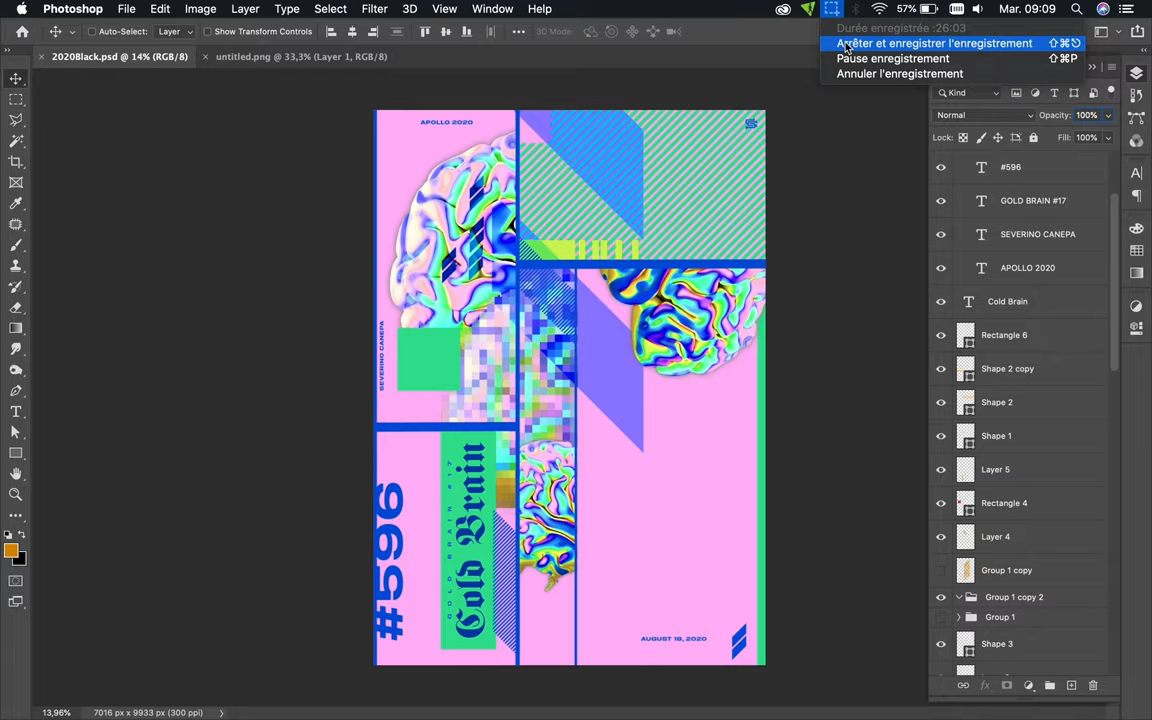 Photoshop File Edit Image Layer Type Select Filter 3D View Window Help 57% Mar. 09:09
Durée enregistrée :26:03
Arrêter et enregistrer l'enregistrement ⇧⌘⎋
Pause enregistrement ⇧⌘P
Annuler l'enregistrement
Auto-Select: Layer Show Transform Controls 3D Mode:
× 2020Black.psd @ 14% (RGB/8) × untitled.png @ 33,3% (Layer 1, RGB/8)
Kind
Normal Opacity: 100%
Lock: Fill: 100%
#596
GOLD BRAIN #17
SEVERINO CANEPA
APOLLO 2020
Cold Brain
Rectangle 6
Shape 2 copy
Shape 2
Shape 1
Layer 5
Rectangle 4
Layer 4
Group 1 copy
Group 1 copy 2
Group 1
Shape 3
APOLLO 2020
SEVERINO CANEPA
#596
GOLD BRAIN #17
Cold Brain
AUGUST 18, 2020
13,96% 7016 px x 9933 px (300 ppi)